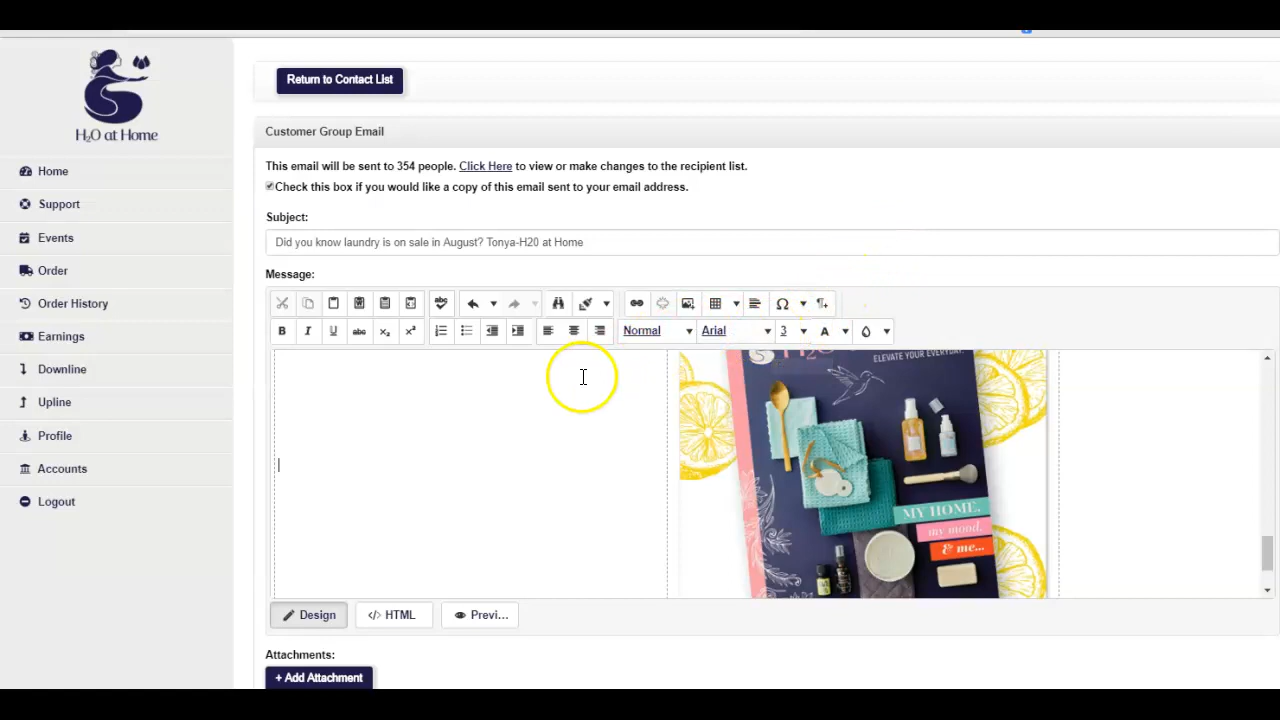 H2O at Home
Home
Support
Events
Order
Order History
Earnings
Downline
Upline
Profile
Accounts
Logout
Return to Contact List
Customer Group Email
This email will be sent to 354 people. Click Here to view or make changes to the recipient list.
Check this box if you would like a copy of this email sent to your email address.
Subject:
Did you know laundry is on sale in August? Tonya-H20 at Home
Message:
abc
B I U abc x₂ x² Normal Arial 3 A
ELEVATE YOUR EVERYDAY.
MY HOME,
my mood,
& me...
Design </> HTML Previ...
Attachments:
+ Add Attachment